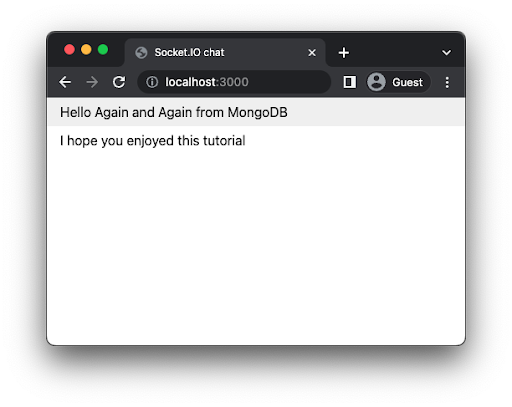 Socket.IO chat
localhost:3000
Guest
Hello Again and Again from MongoDB
I hope you enjoyed this tutorial